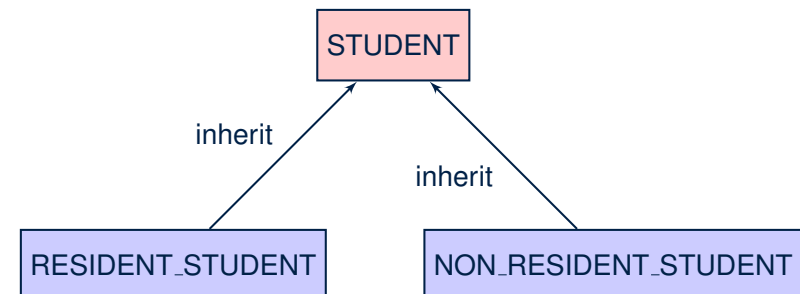 STUDENT
inherit
inherit
RESIDENT_STUDENT
NON_RESIDENT_STUDENT